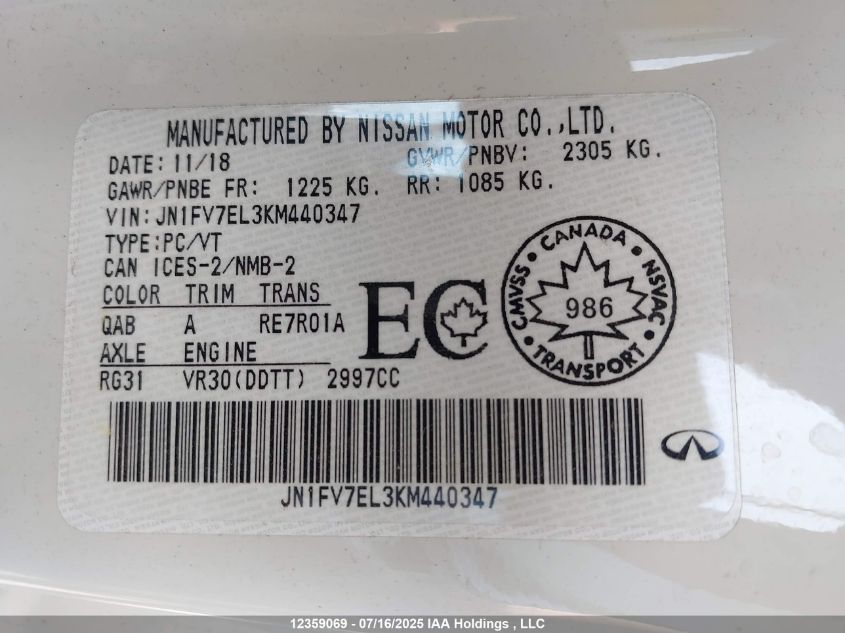 MANUFACTURED BY NISSAN MOTOR CO.,LTD.
DATE: 11/18 GVWR/PNBV: 2305 KG.
GAWR/PNBE FR: 1225 KG. RR: 1085 KG.
VIN:JN1FV7EL3KM440347
TYPE:PC/VT
CAN ICES-2/NMB-2
COLOR TRIM TRANS
QAB A RE7R01A
AXLE ENGINE
RG31 VR30(DDTT) 2997CC
EC
CANADA
CMVSS
NSVAC
986
TRANSPORT
JN1FV7EL3KM440347
12359069 - 07/16/2025 IAA Holdings , LLC